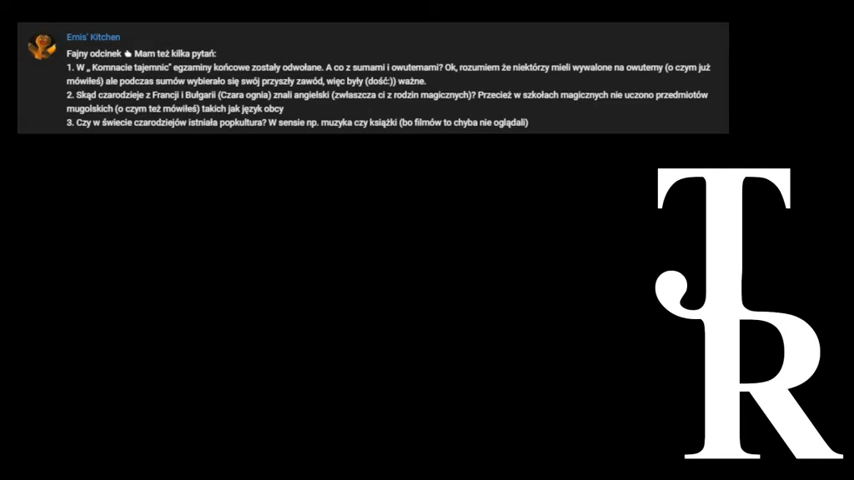 Emis' Kitchen
Fajny odcinek 👆 Mam też kilka pytań:
1. W „ Komnacie tajemnic" egzaminy końcowe zostały odwołane. A co z sumami i owutemami? Ok, rozumiem że niektórzy mieli wywalone na owutemy (o czym już
mówiłeś) ale podczas sumów wybierało się swój przyszły zawód, więc były (dość:)) ważne.
2. Skąd czarodzieje z Francji i Bułgarii (Czara ognia) znali angielski (zwłaszcza ci z rodzin magicznych)? Przecież w szkołach magicznych nie uczono przedmiotów
mugolskich (o czym też mówiłeś) takich jak język obcy
3. Czy w świecie czarodziejów istniała popkultura? W sensie np. muzyka czy książki (bo filmów to chyba nie oglądali)
TJR